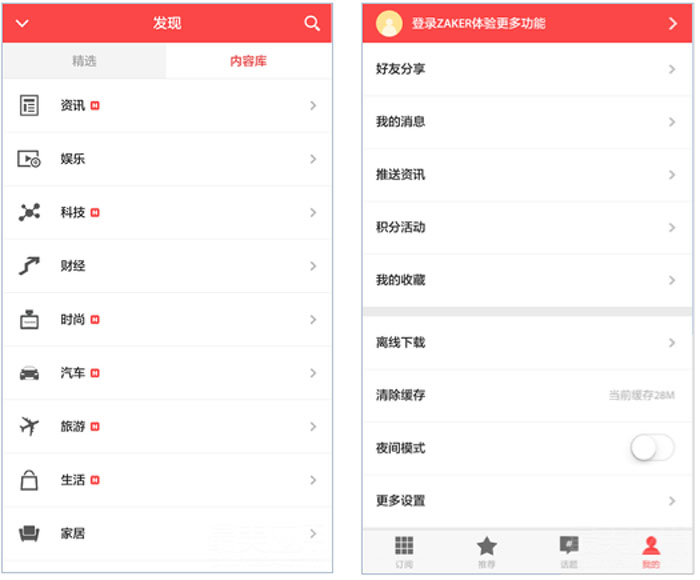 发现
精选 内容库
资讯 N
娱乐
科技 N
财经
时尚 N
汽车 N
旅游 N
生活 N
家居
登录ZAKER体验更多功能
好友分享
我的消息
推送资讯
积分活动
我的收藏
离线下载
清除缓存 当前缓存28M
夜间模式
更多设置
订阅 推荐 话题 我的